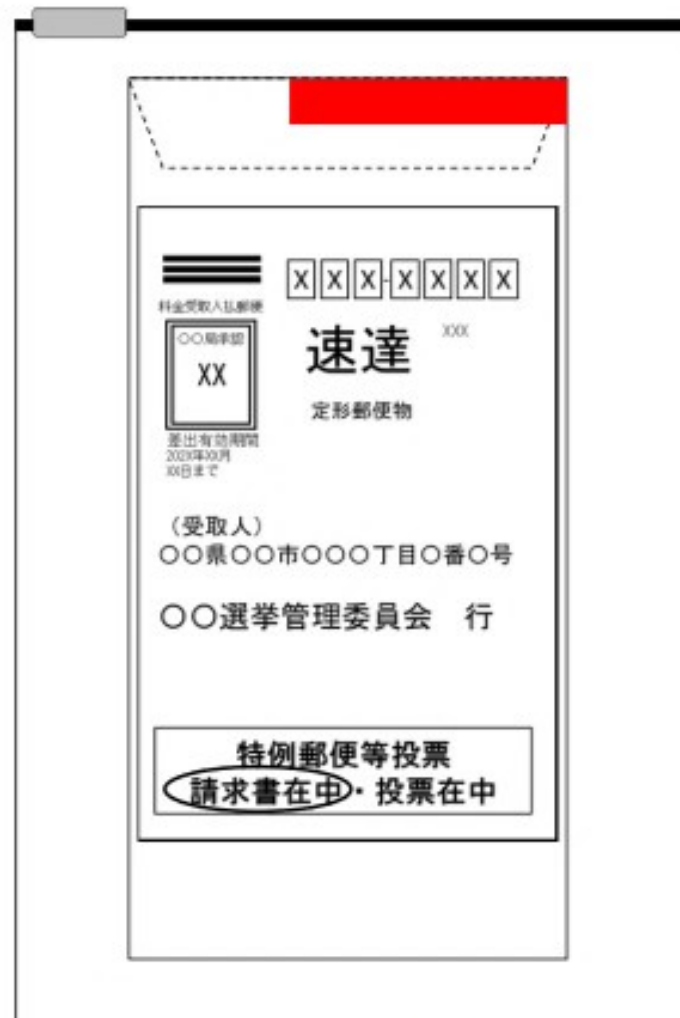 XXX-XXXX
料金受取人払郵便
〇〇局承認
XX
速達
XXX
定形郵便物
差出有効期間
202X年XX月
XX日まで
（受取人）
〇〇県〇〇市〇〇〇丁目〇番〇号
〇〇選挙管理委員会　行
特例郵便等投票
請求書在中・投票在中